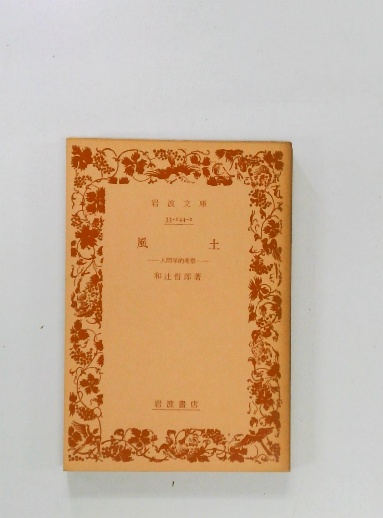 岩波文庫
33-144-2
風土
——人間学的考察——
和辻哲郎著
岩波書店